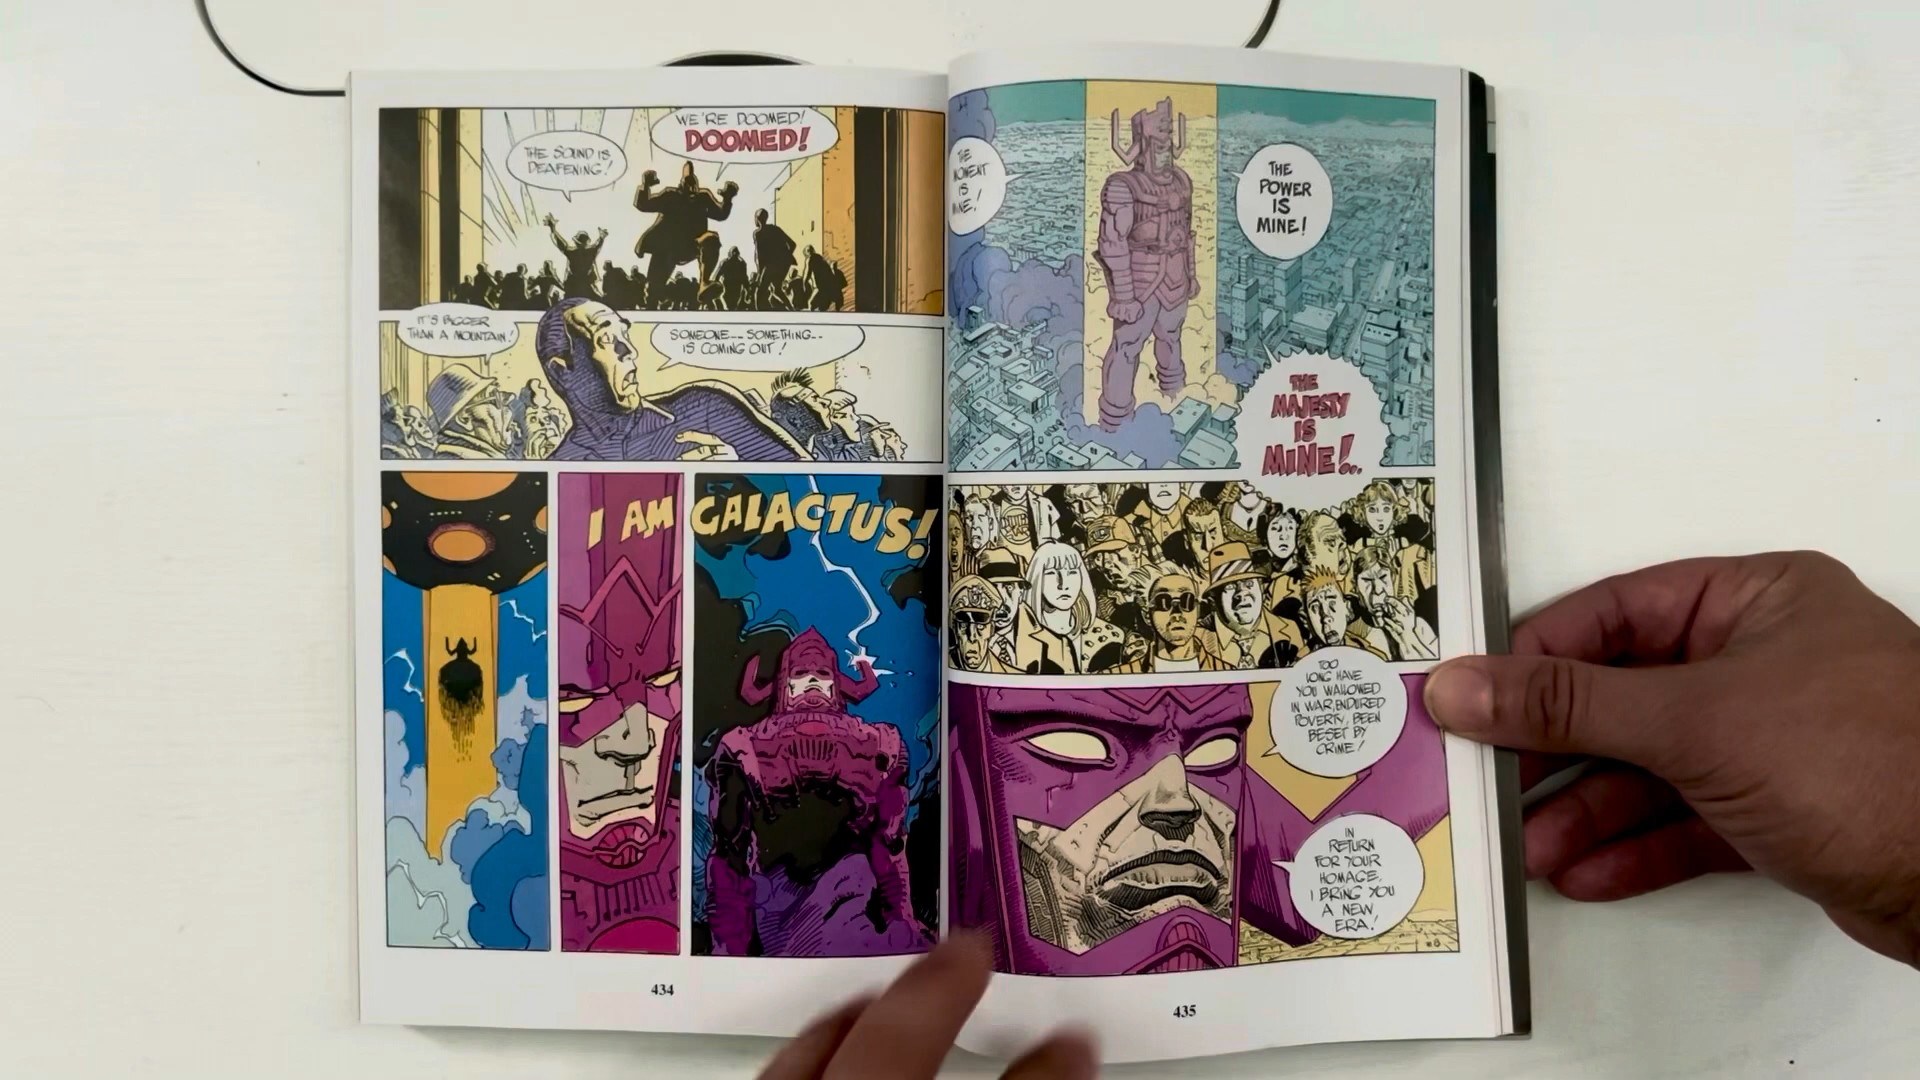 WE'RE DOOMED!
DOOMED!
THE SOUND IS
DEAFENING!
IT'S BIGGER
THAN A MOUNTAIN!
SOMEONE--SOMETHING--
IS COMING OUT!
I AM GALACTUS!
434
THE
MOMENT
IS
MINE!
THE
POWER
IS
MINE!
THE
MAJESTY
IS
MINE!..
TOO
LONG HAVE
YOU WALLOWED
IN WAR, ENDURED
POVERTY, BEEN
BESET BY
CRIME!
IN
RETURN
FOR YOUR
HOMAGE,
I BRING YOU
A NEW
ERA!
435